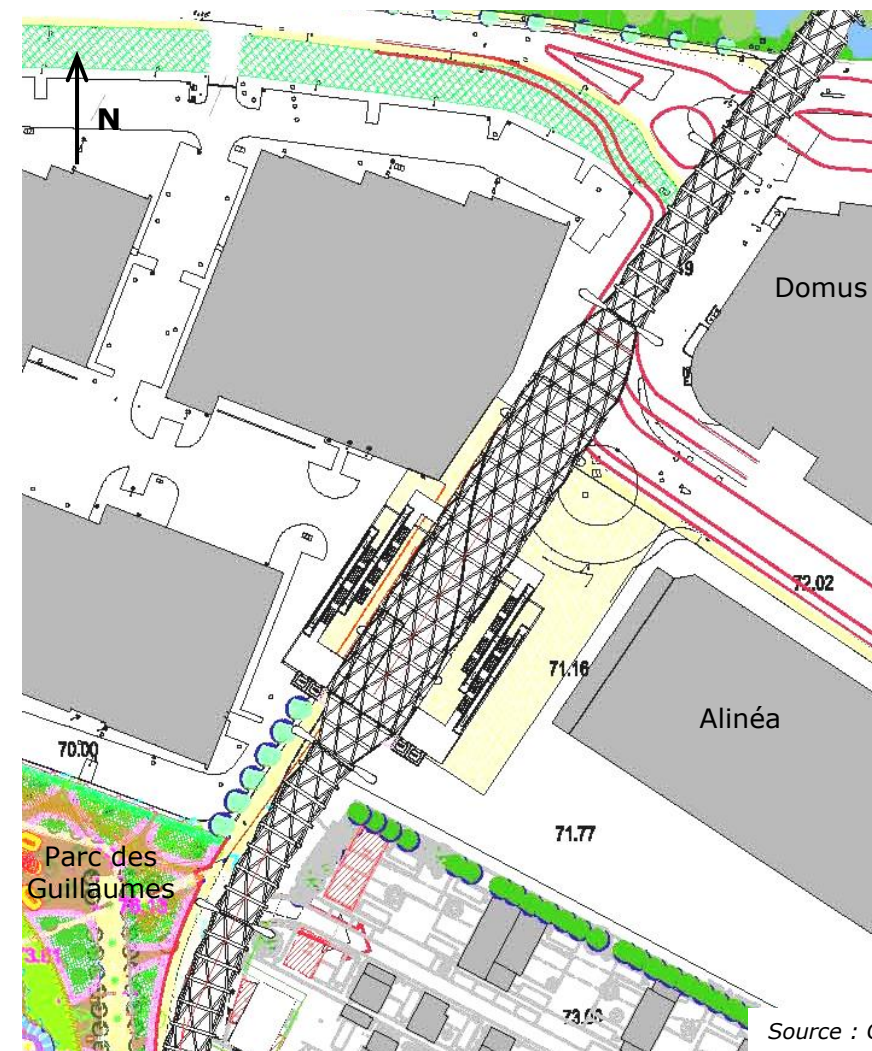 N
Domus
72.02
71.16
Alinéa
70.00
71.77
Parc des
Guillaumes
Source : C